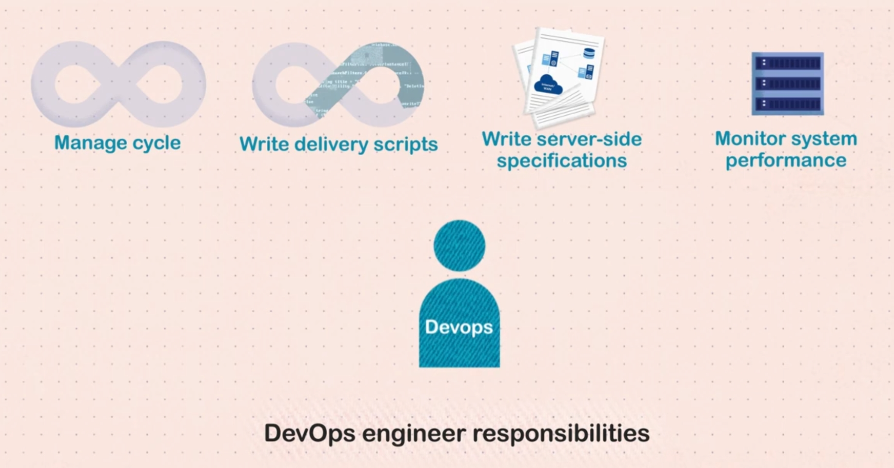 Manage cycle
Write delivery scripts
Write server-side
specifications
Monitor system
performance
Devops
DevOps engineer responsibilities